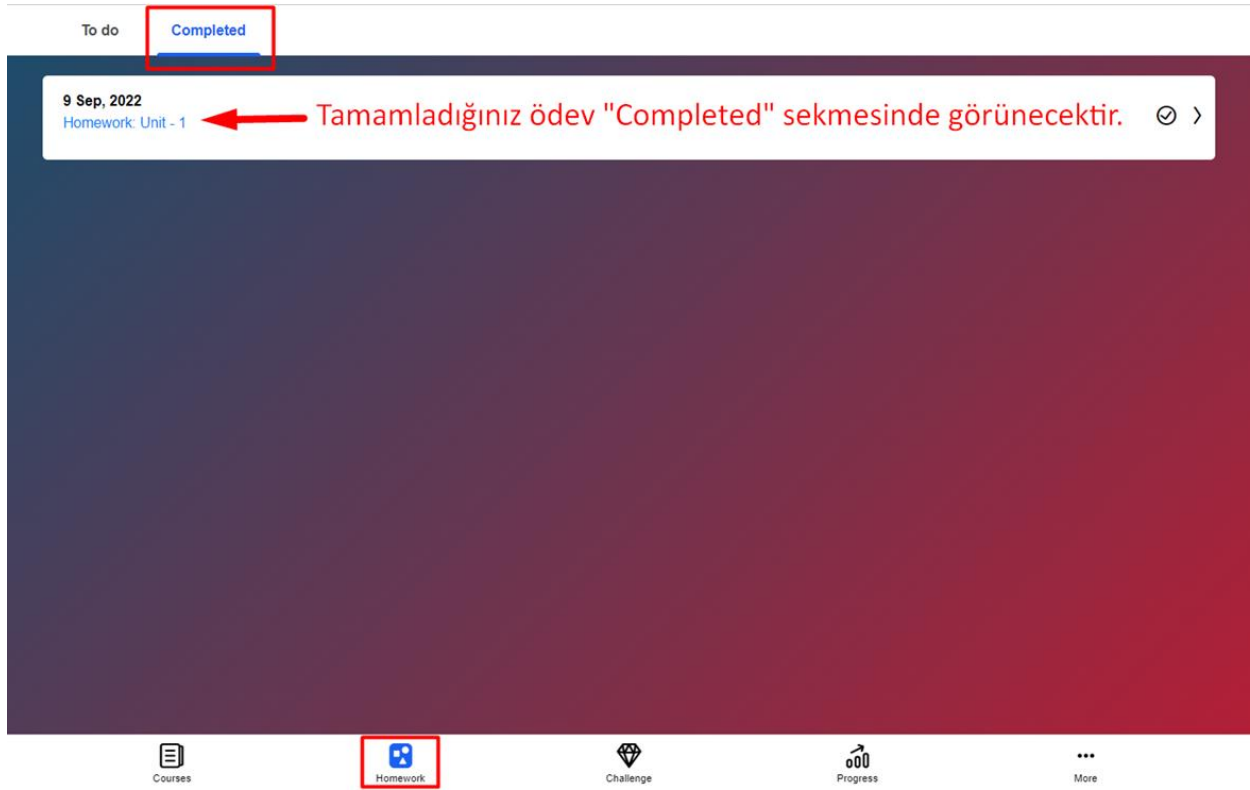 To do
Completed
9 Sep, 2022
Homework: Unit - 1
Tamamladığınız ödev "Completed" sekmesinde görünecektir.
Courses
Homework
Challenge
Progress
More